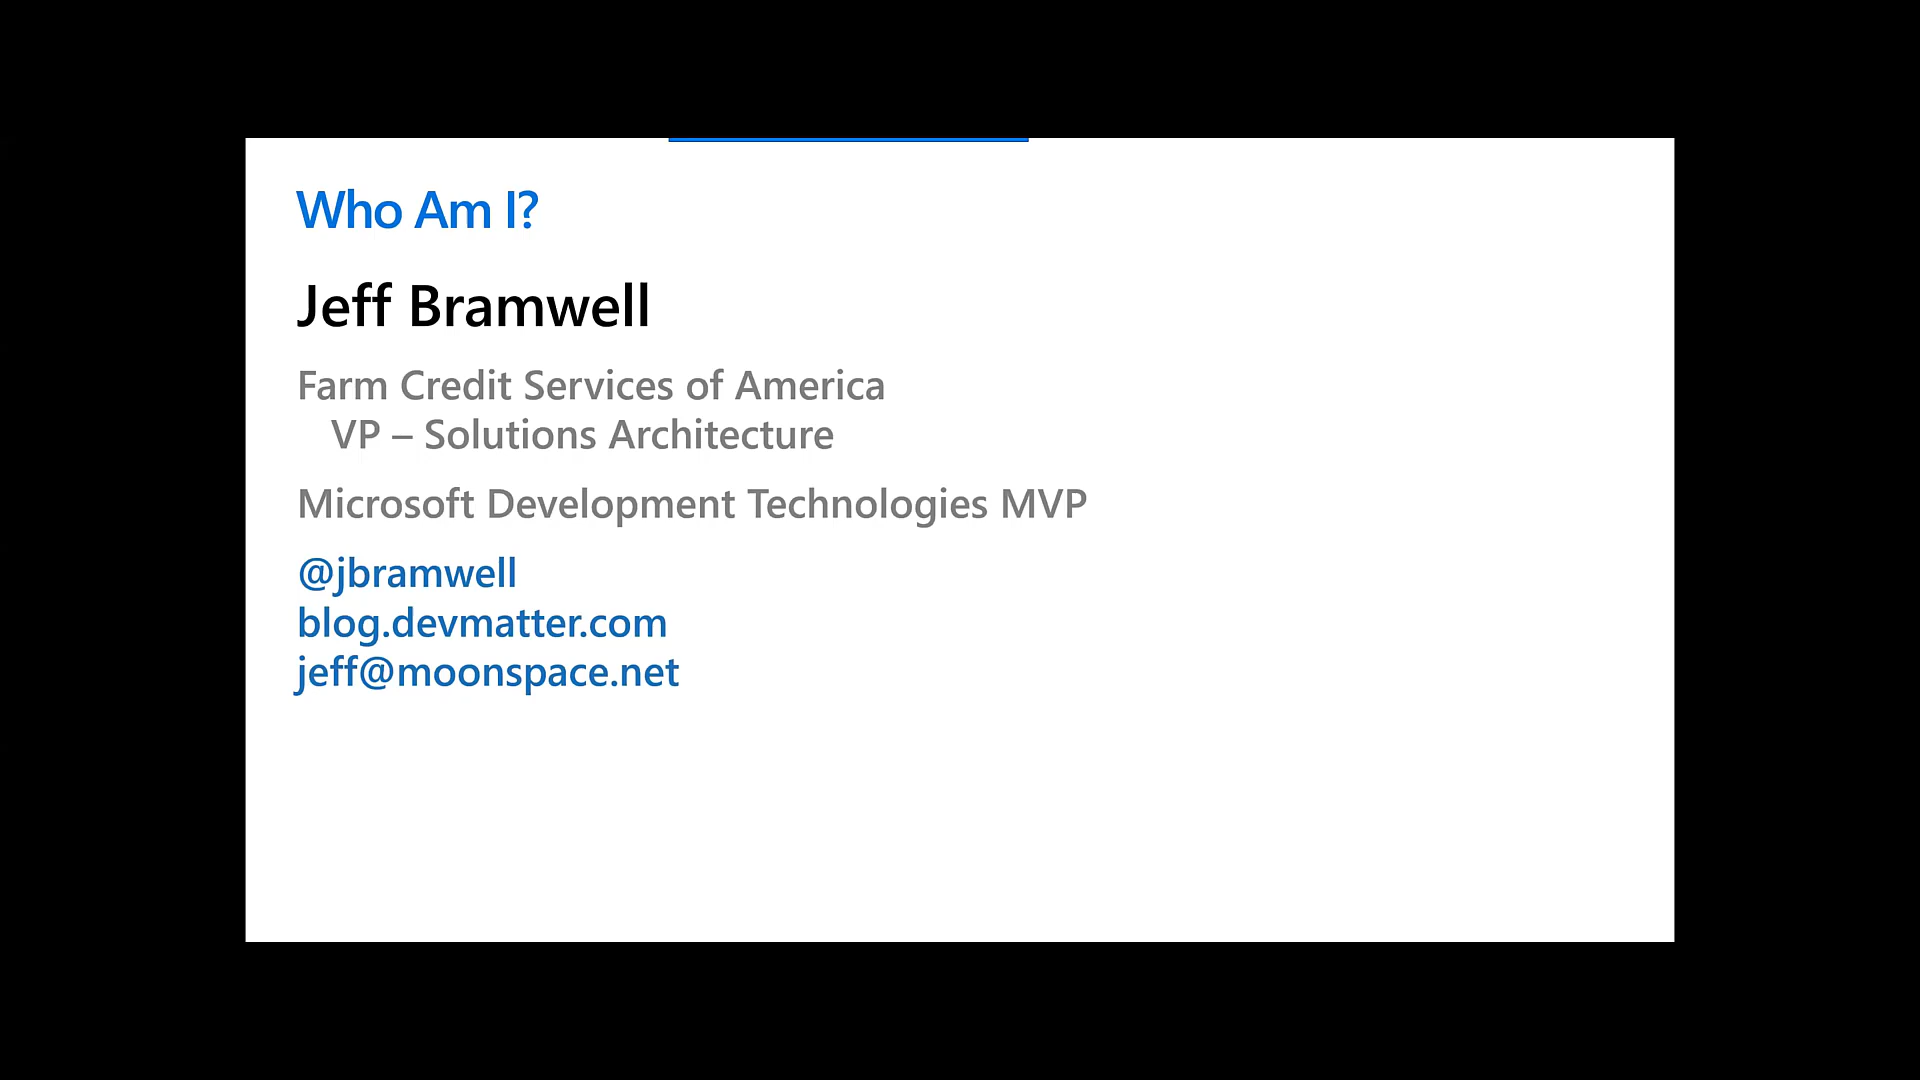 Who Am I?
Jeff Bramwell
Farm Credit Services of America
VP – Solutions Architecture
Microsoft Development Technologies MVP
@jbramwell
blog.devmatter.com
jeff@moonspace.net